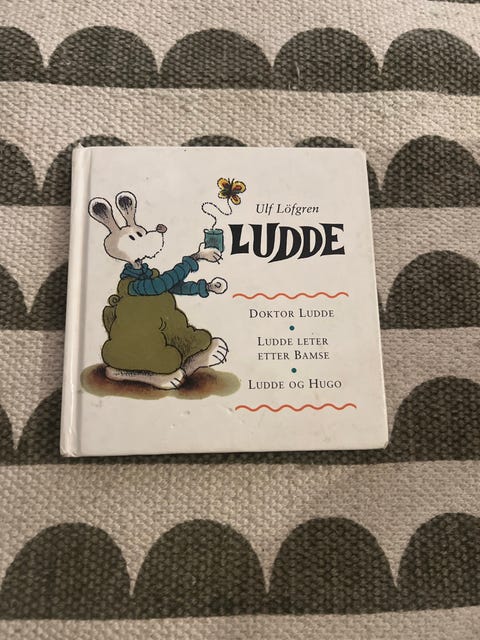 Ulf Löfgren
LUDDE
DOKTOR LUDDE
LUDDE LETER
ETTER BAMSE
LUDDE OG HUGO